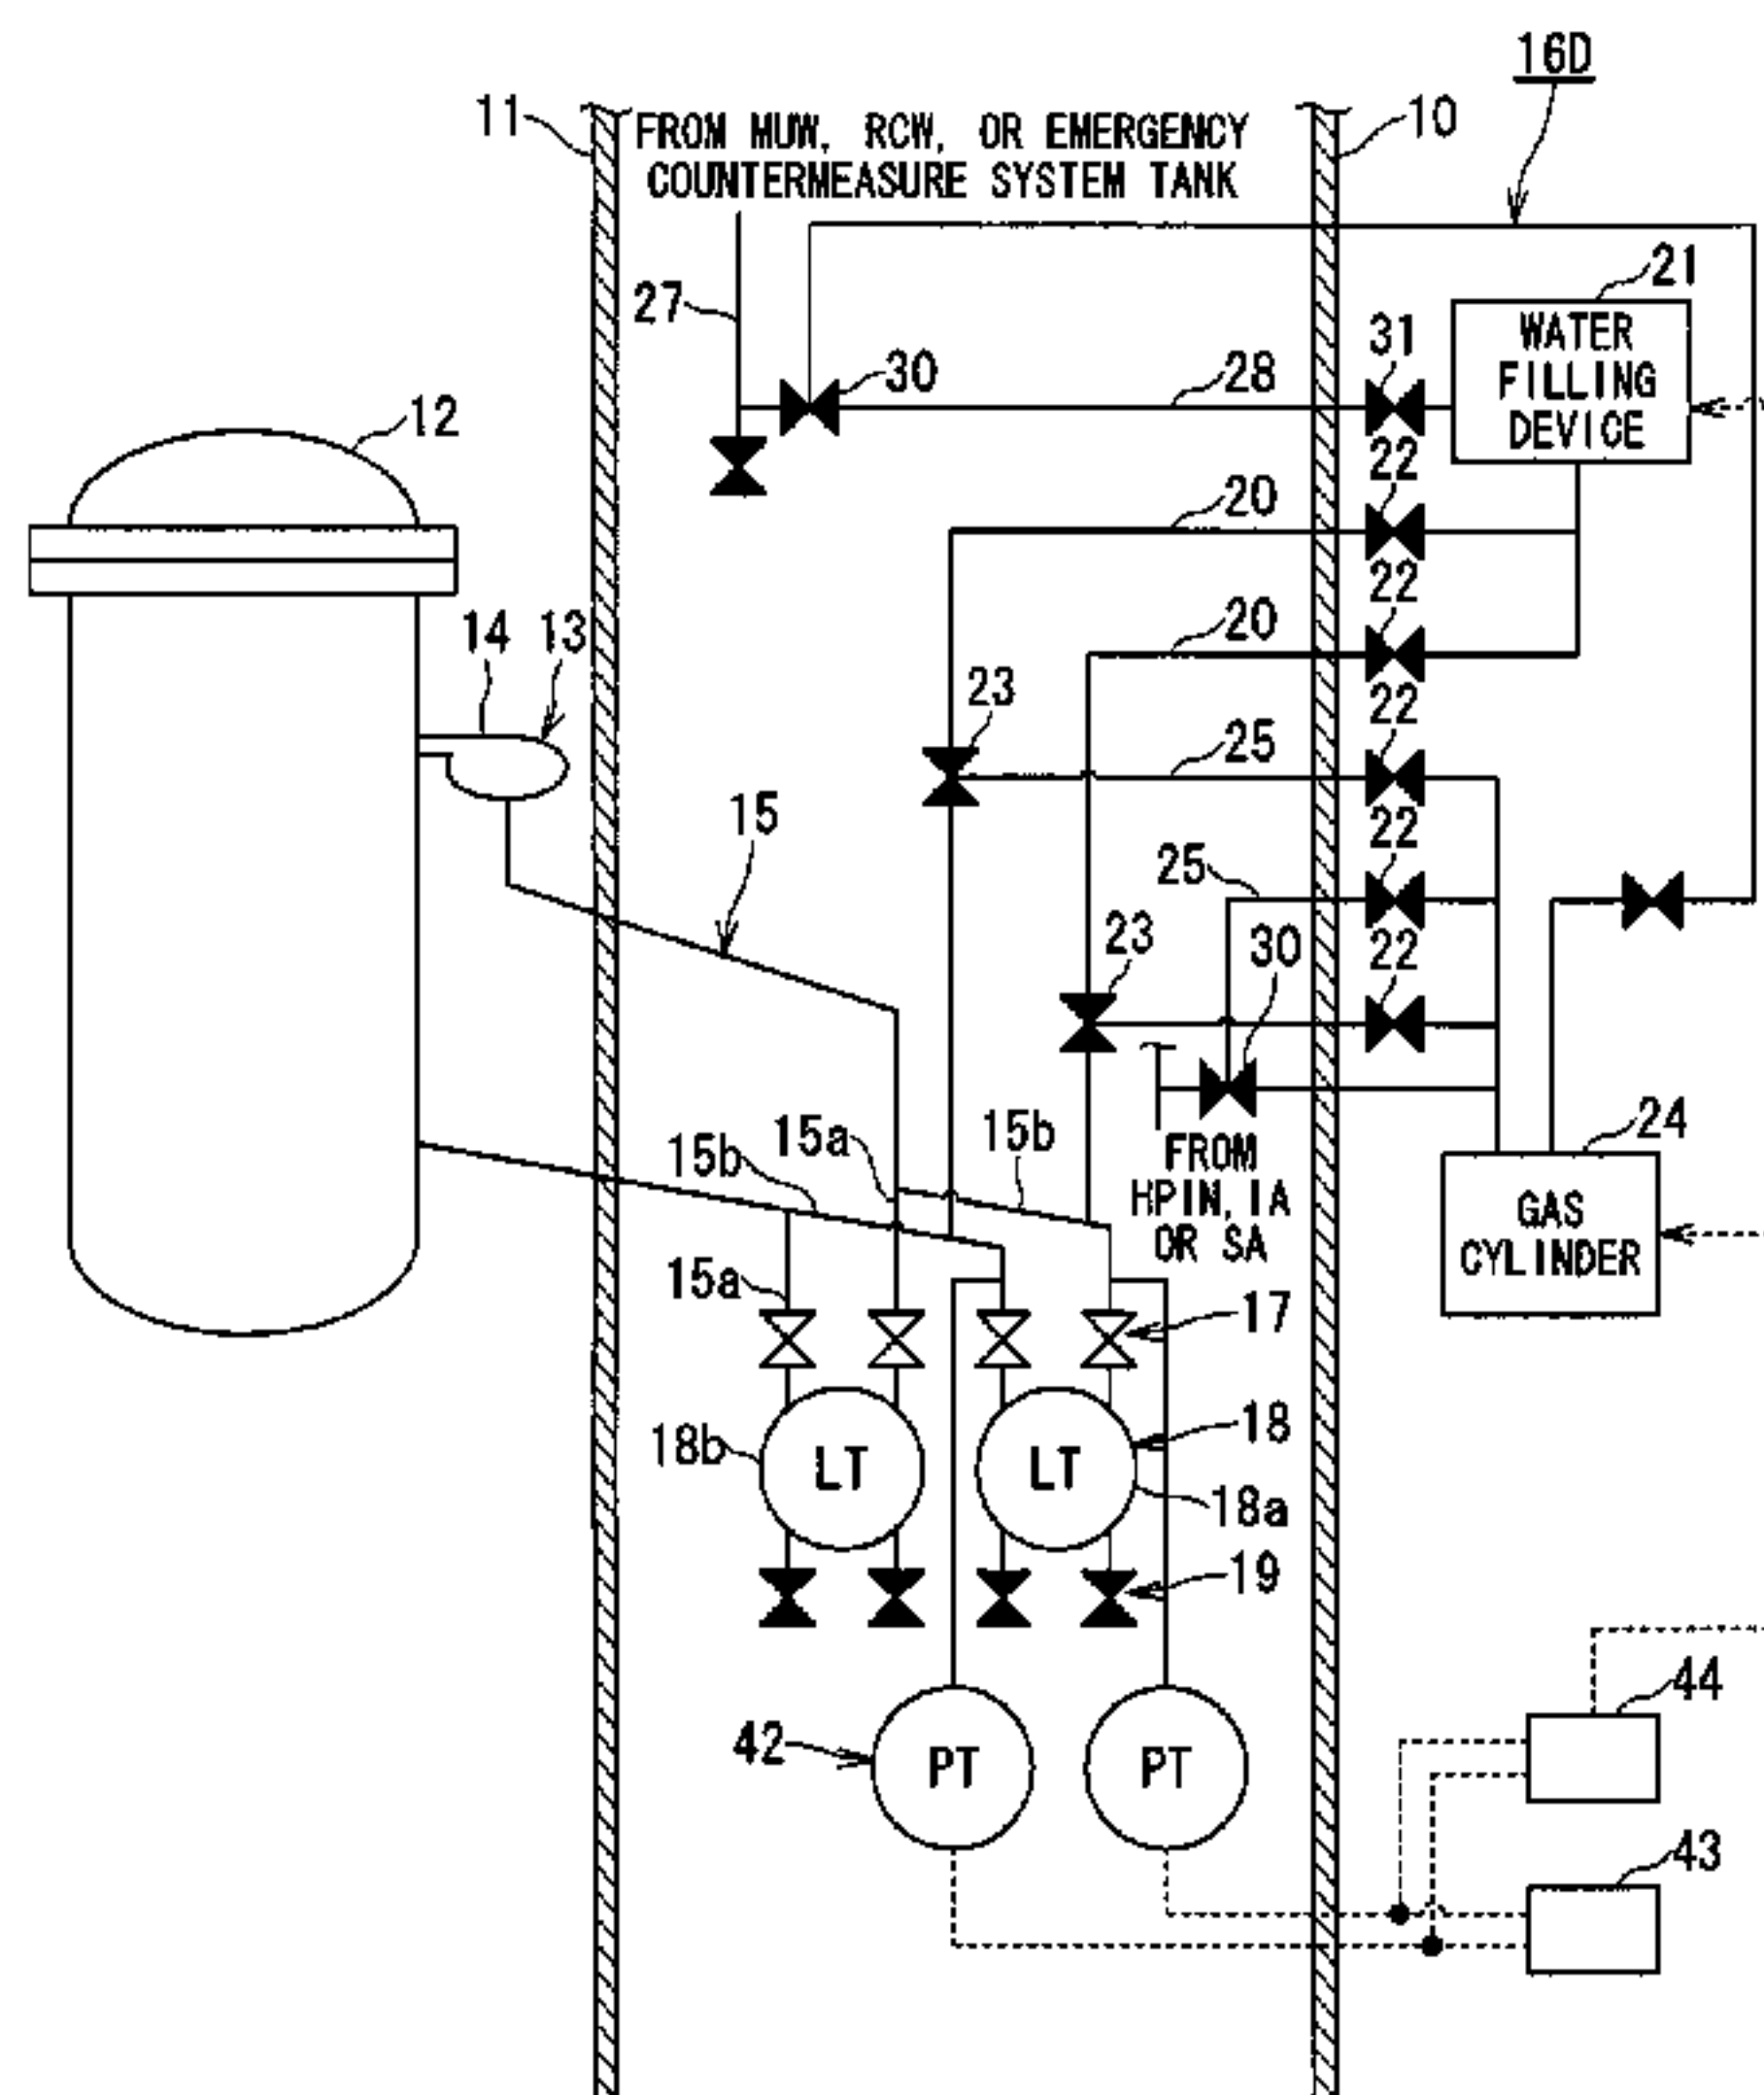 16D
11
FROM MUW, RCW, OR EMERGENCY
COUNTERMEASURE SYSTEM TANK
10
21
27
30
28
31
WATER
FILLING
DEVICE
12
22
20
22
20
14
13
23
22
25
15
22
25
23
30
22
15a
15b
15b
FROM
HPIN, IA
OR SA
24
GAS
CYLINDER
15a
17
18b
LT
LT
18
18a
19
44
42
PT
PT
43